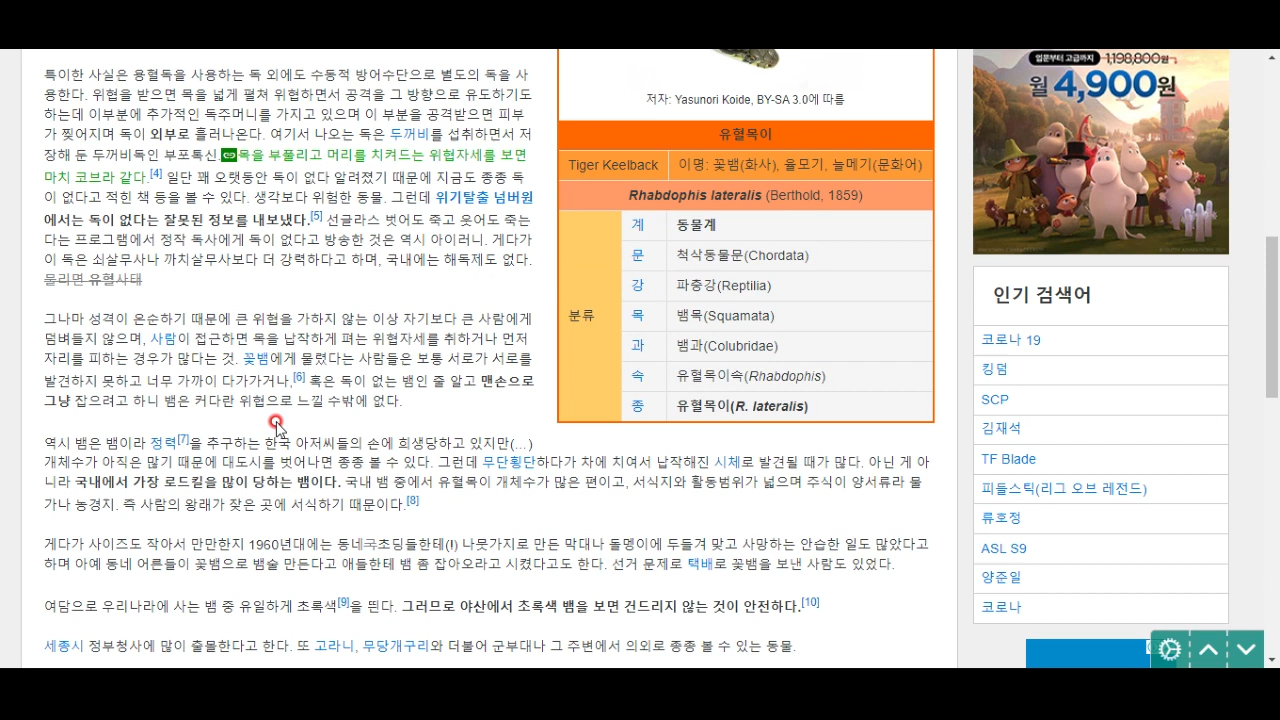 특이한 사실은 용혈독을 사용하는 독 외에도 수동적 방어수단으로 별도의 독을 사
용한다. 위협을 받으면 목을 넓게 펼쳐 위협하면서 공격을 그 방향으로 유도하기도
하는데 이부분에 추가적인 독주머니를 가지고 있으며 이 부분을 공격받으면 피부
가 찢어지며 독이 외부로 흘러나온다. 여기서 나오는 독은 두꺼비를 섭취하면서 저
장해 둔 두꺼비독인 부포톡신.목을 부풀리고 머리를 치켜드는 위협자세를 보면
마치 코브라 같다.[4] 일단 꽤 오랫동안 독이 없다 알려졌기 때문에 지금도 종종 독
이 없다고 적힌 책 등을 볼 수 있다. 생각보다 위험한 동물. 그런데 위기탈출 넘버원
에서는 독이 없다는 잘못된 정보를 내보냈다.[5] 선글라스 벗어도 죽고 웃어도 죽는
다는 프로그램에서 정작 독사에게 독이 없다고 방송한 것은 역시 아이러니. 게다가
이 독은 쇠살무사나 까치살무사보다 더 강력하다고 하며, 국내에는 해독제도 없다.
물리면 유혈사태
그나마 성격이 온순하기 때문에 큰 위협을 가하지 않는 이상 자기보다 큰 사람에게
덤벼들지 않으며, 사람이 접근하면 목을 납작하게 펴는 위협자세를 취하거나 먼저
자리를 피하는 경우가 많다는 것. 꽃뱀에게 물렸다는 사람들은 보통 서로가 서로를
발견하지 못하고 너무 가까이 다가가거나,[6] 혹은 독이 없는 뱀인 줄 알고 맨손으로
그냥 잡으려고 하니 뱀은 커다란 위협으로 느낄 수밖에 없다.
역시 뱀은 뱀이라 정력[7]을 추구하는 한국 아저씨들의 손에 희생당하고 있지만(...)
개체수가 아직은 많기 때문에 대도시를 벗어나면 종종 볼 수 있다. 그런데 무단횡단하다가 차에 치여서 납작해진 시체로 발견될 때가 많다. 아닌 게 아
니라 국내에서 가장 로드킬을 많이 당하는 뱀이다. 국내 뱀 중에서 유혈목이 개체수가 많은 편이고, 서식지와 활동범위가 넓으며 주식이 양서류라 물
가나 농경지. 즉 사람의 왕래가 잦은 곳에 서식하기 때문이다.[8]
게다가 사이즈도 작아서 만만한지 1960년대에는 동네국초딩들한테(!) 나뭇가지로 만든 막대나 돌멩이에 두들겨 맞고 사망하는 안습한 일도 많았다고
하며 아예 동네 어른들이 꽃뱀으로 뱀술 만든다고 애들한테 뱀 좀 잡아오라고 시켰다고도 한다. 선거 문제로 택배로 꽃뱀을 보낸 사람도 있었다.
여담으로 우리나라에 사는 뱀 중 유일하게 초록색[9]을 띈다. 그러므로 야산에서 초록색 뱀을 보면 건드리지 않는 것이 안전하다.[10]
세종시 정부청사에 많이 출몰한다고 한다. 또 고라니, 무당개구리와 더불어 군부대나 그 주변에서 의외로 종종 볼 수 있는 동물.
저자: Yasunori Koide, BY-SA 3.0에 따름
유혈목이
Tiger Keelback 이명: 꽃뱀(화사), 율모기, 늘메기(문화어)
Rhabdophis lateralis (Berthold, 1859)
분류
계 동물계
문 척삭동물문(Chordata)
강 파충강(Reptilia)
목 뱀목(Squamata)
과 뱀과(Colubridae)
속 유혈목이속(Rhabdophis)
종 유혈목이(R. lateralis)
입문부터 고급까지 1,198,800원
월 4,900원
인기 검색어
코로나 19
킹덤
SCP
김재석
TF Blade
피들스틱(리그 오브 레전드)
류호정
ASL S9
양준일
코로나